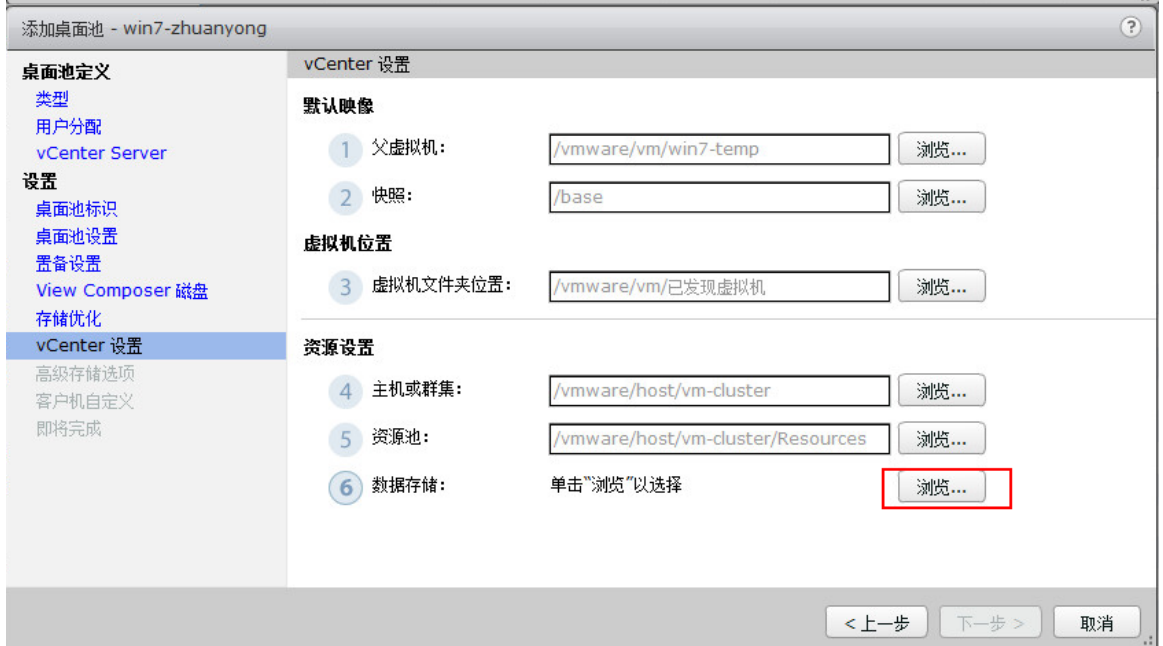 添加桌面池 - win7-zhuanyong
?
桌面池定义
类型
用户分配
vCenter Server
设置
桌面池标识
桌面池设置
置备设置
View Composer 磁盘
存储优化
vCenter 设置
高级存储选项
客户机自定义
即将完成
vCenter 设置
默认映像
1 父虚拟机: /vmware/vm/win7-temp 浏览...
2 快照: /base 浏览...
虚拟机位置
3 虚拟机文件夹位置: /vmware/vm/已发现虚拟机 浏览...
资源设置
4 主机或群集: /vmware/host/vm-cluster 浏览...
5 资源池: /vmware/host/vm-cluster/Resources 浏览...
6 数据存储: 单击"浏览"以选择 浏览...
<上一步 下一步 > 取消